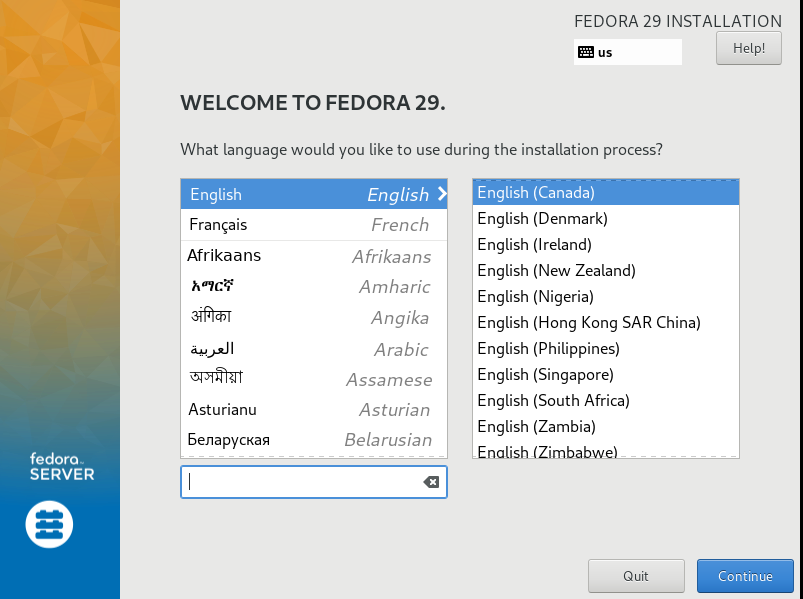 FEDORA 29 INSTALLATION
us
Help!
WELCOME TO FEDORA 29.
What language would you like to use during the installation process?
English English
Français French
Afrikaans Afrikaans
አማርኛ Amharic
अंगिका Angika
العربية Arabic
অসমীয়া Assamese
Asturianu Asturian
Беларуская Belarusian
English (Canada)
English (Denmark)
English (Ireland)
English (New Zealand)
English (Nigeria)
English (Hong Kong SAR China)
English (Philippines)
English (Singapore)
English (South Africa)
English (Zambia)
English (Zimbabwe)
fedora
SERVER
Quit
Continue